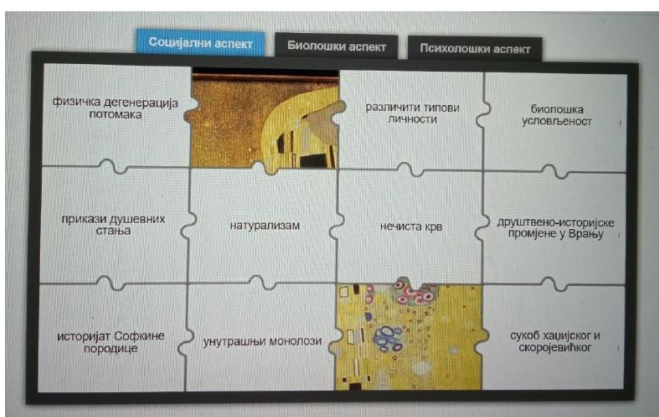 Социјални аспект
Биолошки аспект
Психолошки аспект
физичка дегенерација
потомака
различити типови
личности
биолошка
условљеност
прикази душевних
стања
натурализам
нечиста крв
друштвено-историјске
промјене у Врању
историјат Софкине
породице
унутрашњи монолози
сукоб хаџијског и
скоројевићког